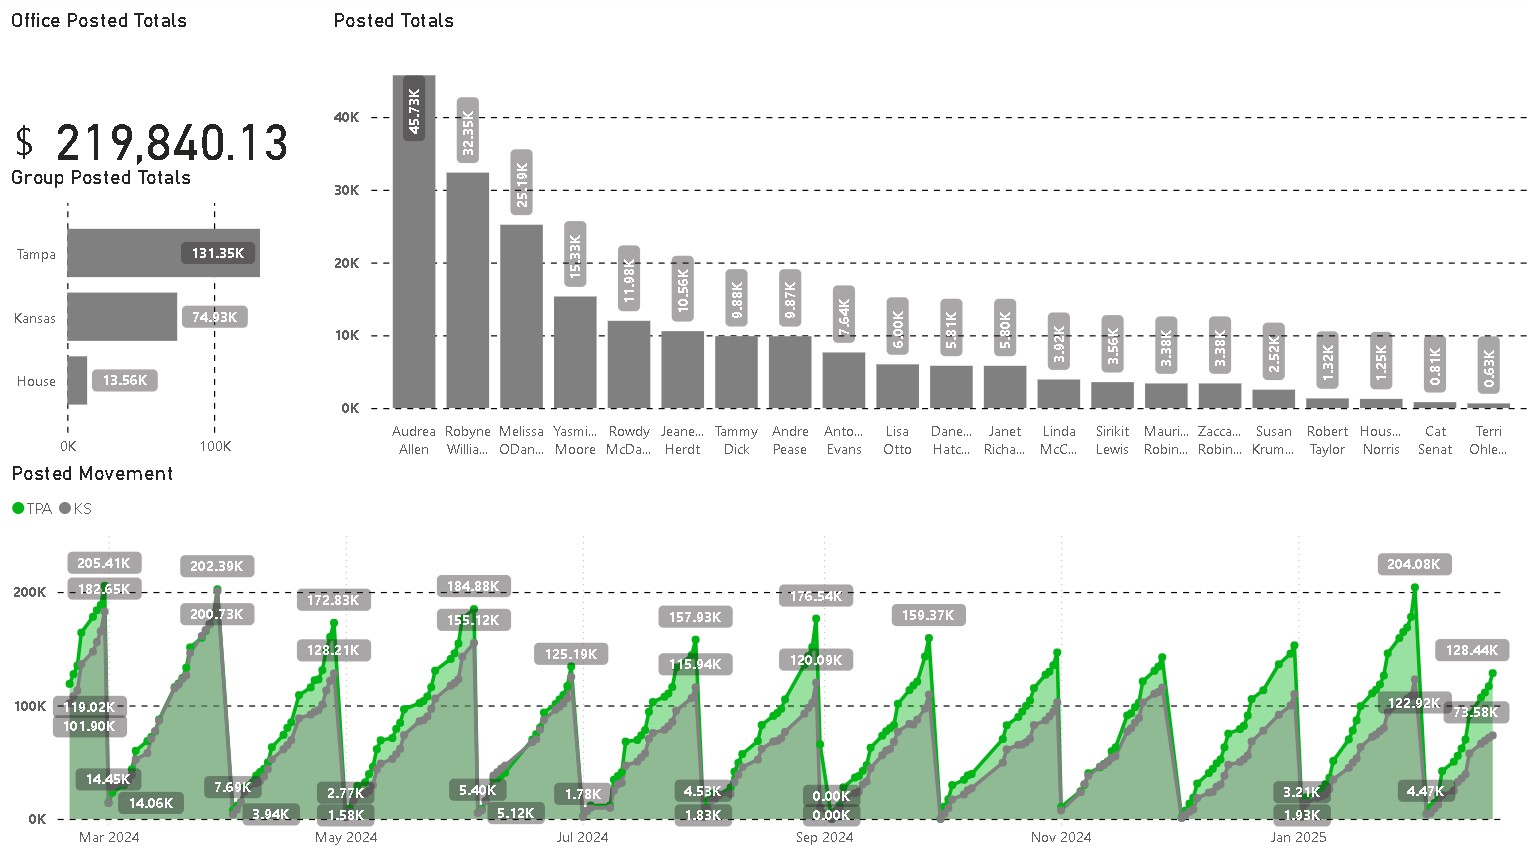 Office Posted Totals
$ 219,840.13
Group Posted Totals
Tampa 131.35K
Kansas 74.93K
House 13.56K
0K 100K
Posted Totals
40K
30K
20K
10K
0K
45.73K 32.35K 25.19K 15.33K 11.98K 10.56K 9.88K 9.87K 7.64K 6.00K 5.81K 5.80K 3.92K 3.56K 3.38K 3.38K 2.52K 1.32K 1.25K 0.81K 0.63K
Audrea Robyne Melissa Yasmi... Rowdy Jeane... Tammy Andre Anto... Lisa Dane... Janet Linda Sirikit Mauri... Zacca... Susan Robert Hous... Cat Terri
Allen Willia... ODan... Moore McDa... Herdt Dick Pease Evans Otto Hatc... Richa... McC... Lewis Robin... Robin... Krum... Taylor Norris Senat Ohle...
Posted Movement
TPA KS
200K
100K
0K
205.41K 202.39K 172.83K 184.88K 125.19K 157.93K 176.54K 159.37K 204.08K 128.44K
182.65K 200.73K 128.21K 155.12K 115.94K 120.09K 122.92K 73.58K
119.02K
101.90K
14.45K 7.69K 2.77K 5.40K 1.78K 4.53K 0.00K 3.21K 4.47K
14.06K 3.94K 1.58K 5.12K 1.83K 0.00K 1.93K
Mar 2024 May 2024 Jul 2024 Sep 2024 Nov 2024 Jan 2025